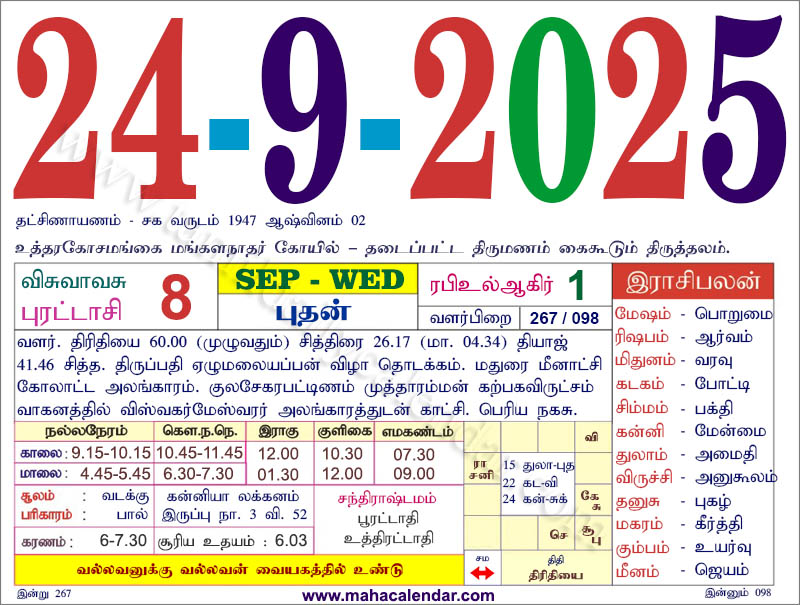 24-9-2025
தட்சிணாயணம் - சக வருடம் 1947 ஆஷ்வினம் 02
உத்தரகோசமங்கை மங்களநாதர் கோயில் – தடைப்பட்ட திருமணம் கைகூடும் திருத்தலம்.
விசுவாவசு
புரட்டாசி 8
SEP - WED
புதன்
ரபிஉல்ஆகிர் 1
வளர்பிறை 267 / 098
வளர். திரிதியை 60.00 (முழுவதும்) சித்திரை 26.17 (மா. 04.34) தியாஜ்
41.46 சித்த. திருப்பதி ஏழுமலையப்பன் விழா தொடக்கம். மதுரை மீனாட்சி
கோலாட்ட அலங்காரம். குலசேகரபட்டிணம் முத்தாரம்மன் கற்பகவிருட்சம்
வாகனத்தில் விஸ்வகர்மேஸ்வரர் அலங்காரத்துடன் காட்சி. பெரிய நகசு.
நல்லநேரம் கௌ.ந.நெ. இராகு குளிகை எமகண்டம்
காலை: 9.15-10.15 10.45-11.45 12.00 10.30 07.30
மாலை: 4.45-5.45 6.30-7.30 01.30 12.00 09.00
சூலம் : வடக்கு
பரிகாரம் : பால்
கன்னியா லக்கனம்
இருப்பு நா. 3 வி. 52
சந்திராஷ்டமம்
பூரட்டாதி
உத்திரட்டாதி
கரணம் : 6-7.30 சூரிய உதயம் : 6.03
வல்லவனுக்கு வல்லவன் வையகத்தில் உண்டு
வி
ரா
சனி
15 துலா-புத
22 கட-வி
24 கன்-சுக்
கே
சு
செ
சூ
பு
சம
திதி
திரிதியை
இராசிபலன்
மேஷம் - பொறுமை
ரிஷபம் - ஆர்வம்
மிதுனம் - வரவு
கடகம் - போட்டி
சிம்மம் - பக்தி
கன்னி - மேன்மை
துலாம் - அமைதி
விருச்சி - அனுகூலம்
தனுசு - புகழ்
மகரம் - கீர்த்தி
கும்பம் - உயர்வு
மீனம் - ஜெயம்
இன்று 267
www.mahacalendar.com
இன்னும் 098